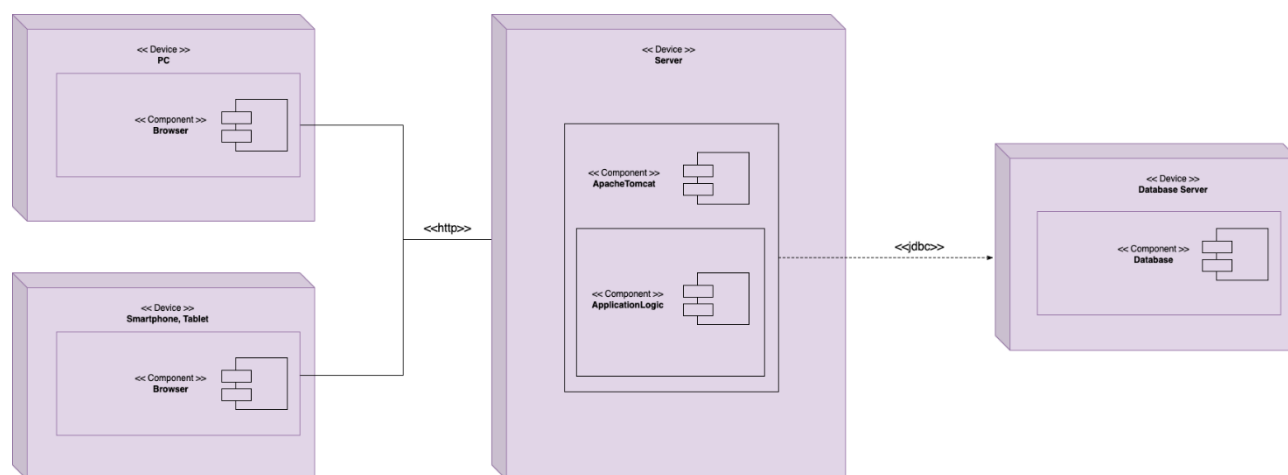 << Device >>
PC
<< Component >>
Browser
<< Device >>
Smartphone, Tablet
<< Component >>
Browser
<<http>>
<< Device >>
Server
<< Component >>
ApacheTomcat
<< Component >>
ApplicationLogic
<<jdbc>>
<< Device >>
Database Server
<< Component >>
Database